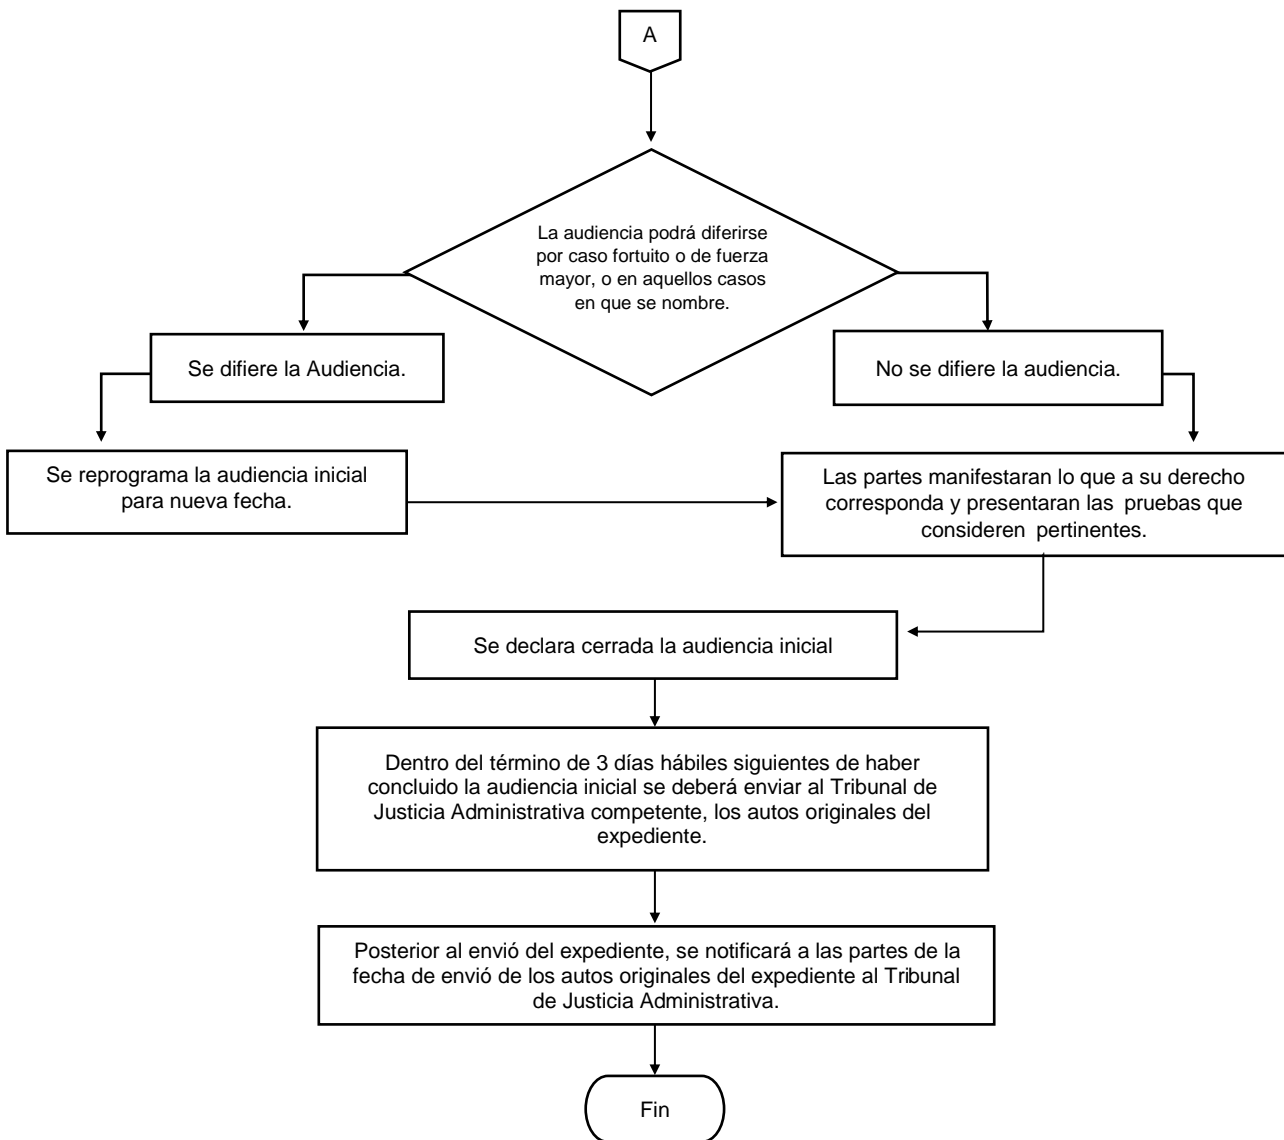 A
La audiencia podrá diferirse
por caso fortuito o de fuerza
mayor, o en aquellos casos
en que se nombre.
Se difiere la Audiencia.
No se difiere la audiencia.
Se reprograma la audiencia inicial
para nueva fecha.
Las partes manifestaran lo que a su derecho
corresponda y presentaran las pruebas que
consideren pertinentes.
Se declara cerrada la audiencia inicial
Dentro del término de 3 días hábiles siguientes de haber
concluido la audiencia inicial se deberá enviar al Tribunal de
Justicia Administrativa competente, los autos originales del
expediente.
Posterior al envió del expediente, se notificará a las partes de la
fecha de envió de los autos originales del expediente al Tribunal
de Justicia Administrativa.
Fin